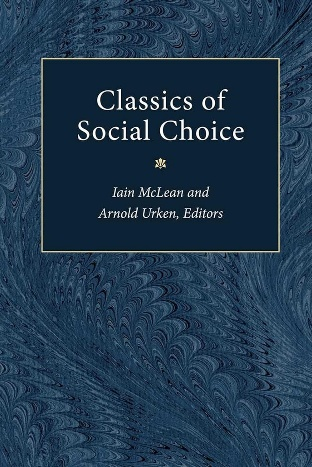 Classics of
Social Choice
Iain McLean and
Arnold Urken, Editors